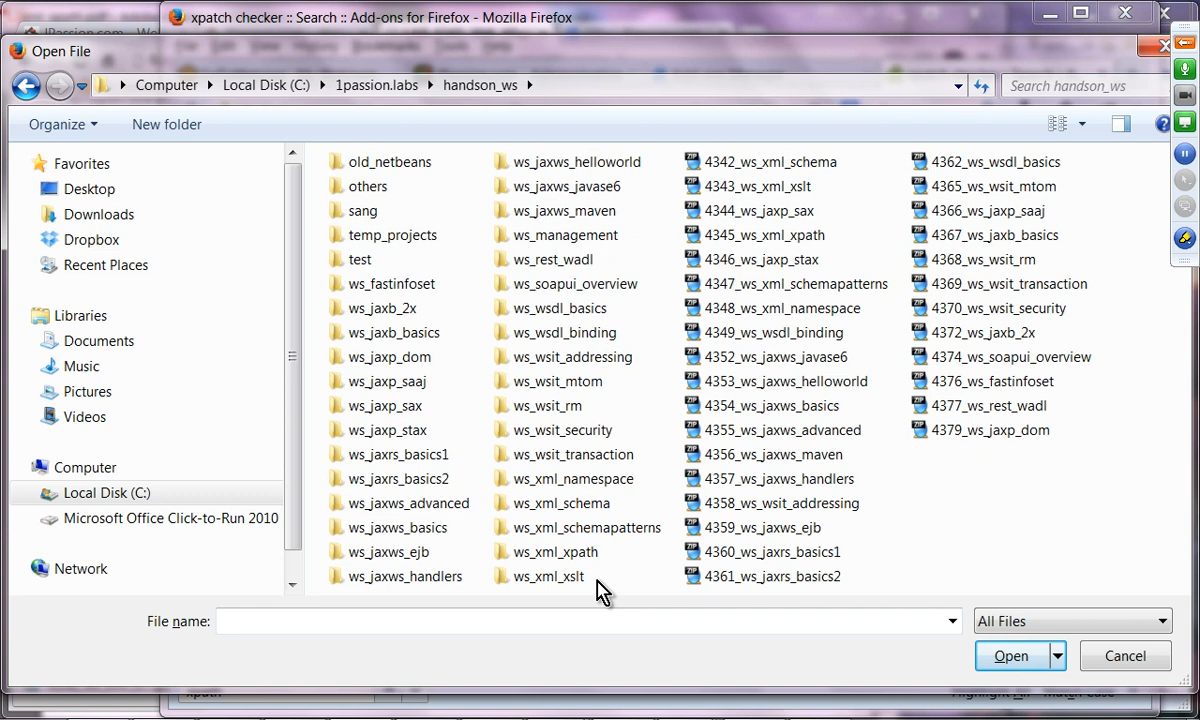 xpatch checker :: Search :: Add-ons for Firefox - Mozilla Firefox
Open File
Computer Local Disk (C:) 1passion.labs handson_ws
Search handson_ws
Organize New folder
Favorites
Desktop
Downloads
Dropbox
Recent Places
Libraries
Documents
Music
Pictures
Videos
Computer
Local Disk (C:)
Microsoft Office Click-to-Run 2010
Network
old_netbeans
others
sang
temp_projects
test
ws_fastinfoset
ws_jaxb_2x
ws_jaxb_basics
ws_jaxp_dom
ws_jaxp_saaj
ws_jaxp_sax
ws_jaxp_stax
ws_jaxrs_basics1
ws_jaxrs_basics2
ws_jaxws_advanced
ws_jaxws_basics
ws_jaxws_ejb
ws_jaxws_handlers
ws_jaxws_helloworld
ws_jaxws_javase6
ws_jaxws_maven
ws_management
ws_rest_wadl
ws_soapui_overview
ws_wsdl_basics
ws_wsdl_binding
ws_wsit_addressing
ws_wsit_mtom
ws_wsit_rm
ws_wsit_security
ws_wsit_transaction
ws_xml_namespace
ws_xml_schema
ws_xml_schemapatterns
ws_xml_xpath
ws_xml_xslt
4342_ws_xml_schema
4343_ws_xml_xslt
4344_ws_jaxp_sax
4345_ws_xml_xpath
4346_ws_jaxp_stax
4347_ws_xml_schemapatterns
4348_ws_xml_namespace
4349_ws_wsdl_binding
4352_ws_jaxws_javase6
4353_ws_jaxws_helloworld
4354_ws_jaxws_basics
4355_ws_jaxws_advanced
4356_ws_jaxws_maven
4357_ws_jaxws_handlers
4358_ws_wsit_addressing
4359_ws_jaxws_ejb
4360_ws_jaxrs_basics1
4361_ws_jaxrs_basics2
4362_ws_wsdl_basics
4365_ws_wsit_mtom
4366_ws_jaxp_saaj
4367_ws_jaxb_basics
4368_ws_wsit_rm
4369_ws_wsit_transaction
4370_ws_wsit_security
4372_ws_jaxb_2x
4374_ws_soapui_overview
4376_ws_fastinfoset
4377_ws_rest_wadl
4379_ws_jaxp_dom
File name:
All Files
Open
Cancel